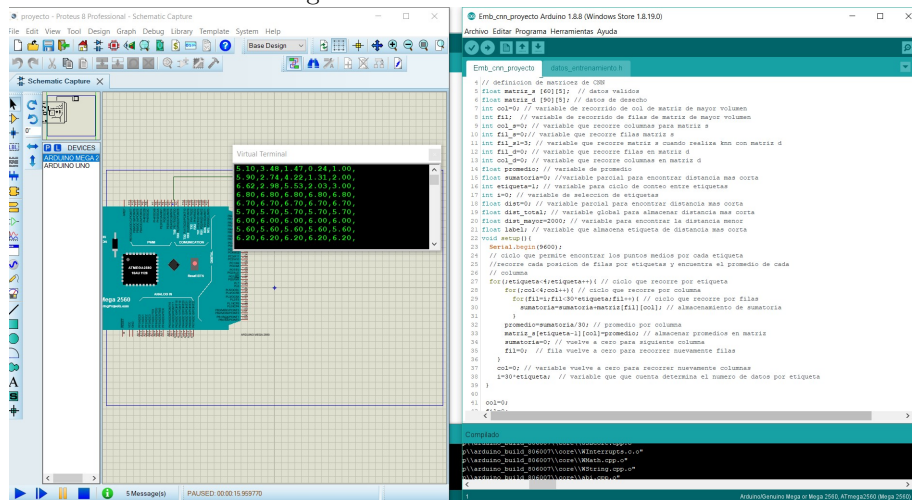 proyecto - Proteus 8 Professional - Schematic Capture
File Edit View Tool Design Graph Debug Library Template System Help
Base Design
Schematic Capture
0°
P L DEVICES
ARDUINO MEGA 2
ARDUINO UNO
Virtual Terminal
5.10,3.48,1.47,0.24,1.00,
5.90,2.74,4.22,1.31,2.00,
6.62,2.98,5.53,2.03,3.00,
6.80,6.80,6.80,6.80,6.80,
6.70,6.70,6.70,6.70,6.70,
5.70,5.70,5.70,5.70,5.70,
6.00,6.00,6.00,6.00,6.00,
5.60,5.60,5.60,5.60,5.60,
6.20,6.20,6.20,6.20,6.20,
PWM
COMUNICATION
ATMEGA2560
ANALOG IN
Mega 2560
5 Message(s)
PAUSED: 00:00:15.959770
Emb_cnn_proyecto Arduino 1.8.8 (Windows Store 1.8.19.0)
Archivo Editar Programa Herramientas Ayuda
Emb_cnn_proyecto datos_entrenamiento.h
4 // definicion de matricez de CNN
5 float matriz_s [60][5]; // datos validos
6 float matriz_d [90][5]; // datos de desecho
7 int col=0; // variable de recorrido de col de matriz de mayor volumen
8 int fil; // variable de recorrido de filas de matriz de mayor volumen
9 int col_s=0; // variable que recorre columnas para matriz s
10 int fil_s=0;// variable que recorre filas matriz s
11 int fil_s1=3; // variable que recorre matriz s cuando realiza knn con matriz d
12 int fil_d=0; // variable que recorre filas en matriz d
13 int col_d=0; // variable que recorre columnas en matriz d
14 float promedio; // variable de promedio
15 float sumatoria=0; //variable parcial para encontrar distancia mas corta
16 int etiqueta=1; // variable para ciclo de conteo entre etiquetas
17 int i=0; // variable de seleccion de etiquetas
18 float dist=0; // variable parcial para encontrar distancia mas corta
19 float dist_total; // variable global para almacenar distancia mas corta
20 float dist_mayor=2000; // variable para encontrar la distancia menor
21 float label; // variable que almacena etiqueta de distancia mas corta
22 void setup(){
23 Serial.begin(9600);
24 // ciclo que permite encontrar los puntos medios por cada etiqueta
25 //recorre cada posicion de filas por etiquetas y encuentra el promedio de cada
26 // columna
27 for(;etiqueta<4;etiqueta++){ // ciclo que recorre por etiqueta
28 for(;col<4;col++){ // ciclo que recorre por columna
29 for(fil=i;fil<30*etiqueta;fil++){ // ciclo que recorre por filas
30 sumatoria=sumatoria+matriz[fil][col]; // almacenamiento de sumatoria
31 }
32 promedio=sumatoria/30; // promedio por columna
33 matriz_s[etiqueta-1][col]=promedio; // almacenar promedios en matriz
34 sumatoria=0; // vuelve a cero para siguiente columna
35 fil=0; // fila vuelve a cero para recorrer nuevamente filas
36 }
37 col=0; // variable vuelve a cero para recorrer nuevamente columnas
38 i=30*etiqueta; // variable que que cuenta determina el numero de datos por etiqueta
39 }
40
41 col=0;
Compilado
p\\arduino_build_806007\\core\\WInterrupts.c.o"
p\\arduino_build_806007\\core\\WMath.cpp.o"
p\\arduino_build_806007\\core\\WString.cpp.o"
p\\arduino_build_806007\\core\\abi.cpp.o"
1
Arduino/Genuino Mega or Mega 2560, ATmega2560 (Mega 2560)